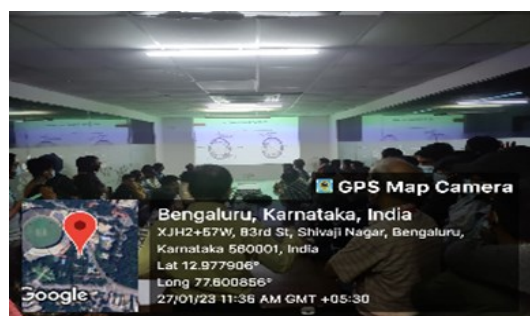 GPS Map Camera
Bengaluru, Karnataka, India
XJH2+57W, 83rd St, Shivaji Nagar, Bengaluru,
Karnataka 560001, India
Lat 12.977906°
Long 77.600856°
27/01/23 11:36 AM GMT +05:30
Google